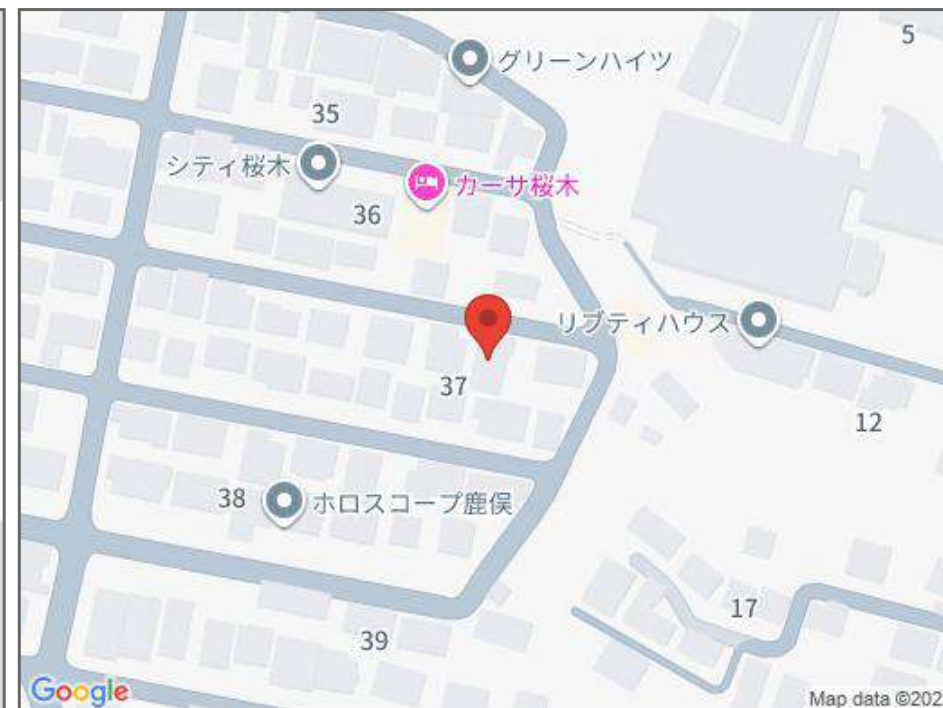 5
グリーンハイツ
35
シティ桜木
カーサ桜木
36
リブティハウス
37
12
38
ホロスコープ鹿俣
17
39
Google
Map data ©202